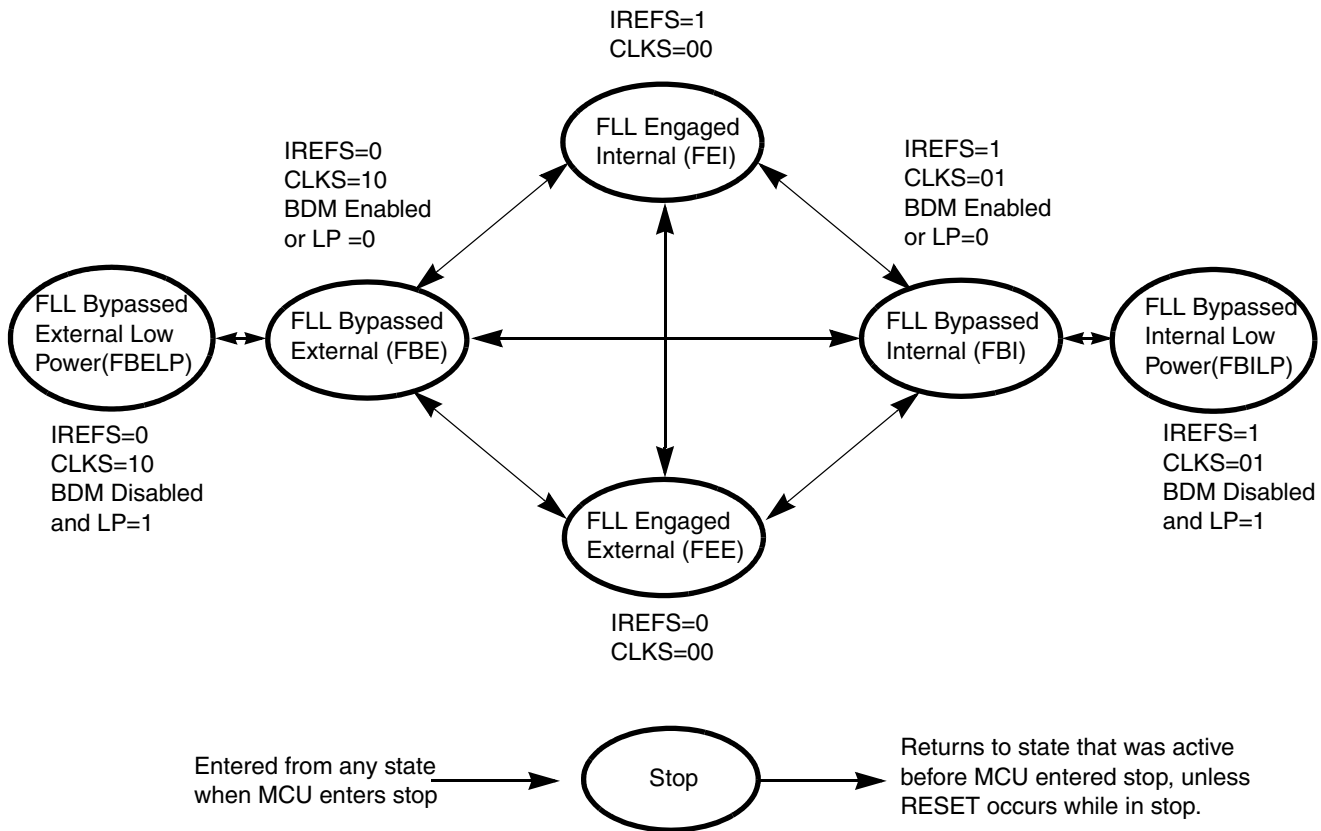 IREFS=1
CLKS=00
FLL Engaged
Internal (FEI)
IREFS=0
CLKS=10
BDM Enabled
or LP =0
IREFS=1
CLKS=01
BDM Enabled
or LP=0
FLL Bypassed
External Low
Power(FBELP)
FLL Bypassed
External (FBE)
FLL Bypassed
Internal (FBI)
FLL Bypassed
Internal Low
Power(FBILP)
IREFS=0
CLKS=10
BDM Disabled
and LP=1
IREFS=1
CLKS=01
BDM Disabled
and LP=1
FLL Engaged
External (FEE)
IREFS=0
CLKS=00
Entered from any state
when MCU enters stop
Stop
Returns to state that was active
before MCU entered stop, unless
RESET occurs while in stop.